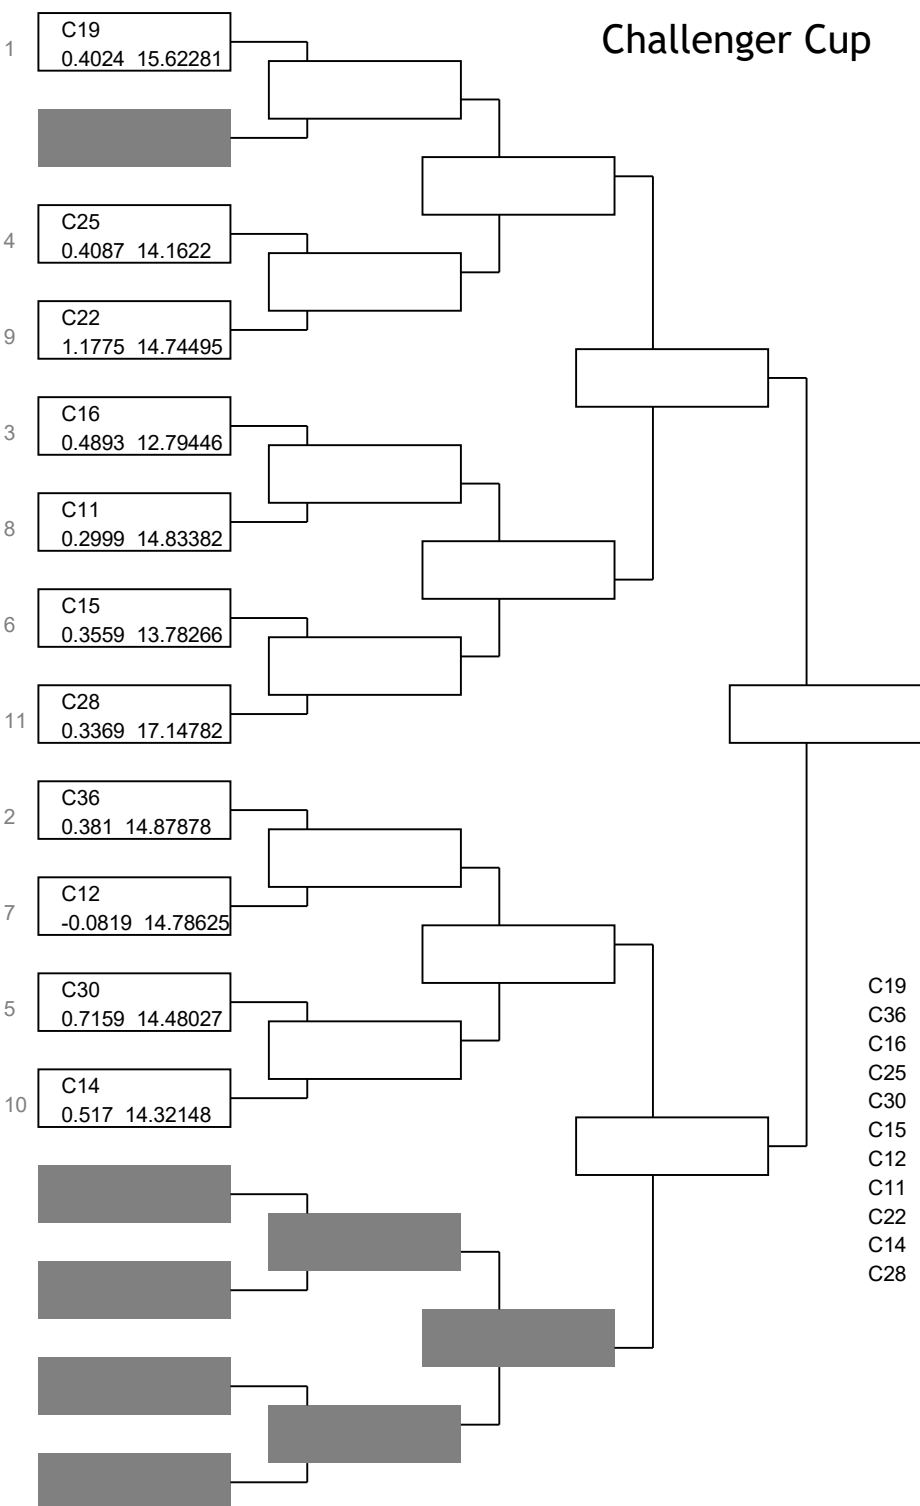 Challenger Cup
1
C19
0.4024 15.62281
4
C25
0.4087 14.1622
9
C22
1.1775 14.74495
3
C16
0.4893 12.79446
8
C11
0.2999 14.83382
6
C15
0.3559 13.78266
11
C28
0.3369 17.14782
2
C36
0.381 14.87878
7
C12
-0.0819 14.78625
5
C30
0.7159 14.48027
10
C14
0.517 14.32148
C19
C36
C16
C25
C30
C15
C12
C11
C22
C14
C28